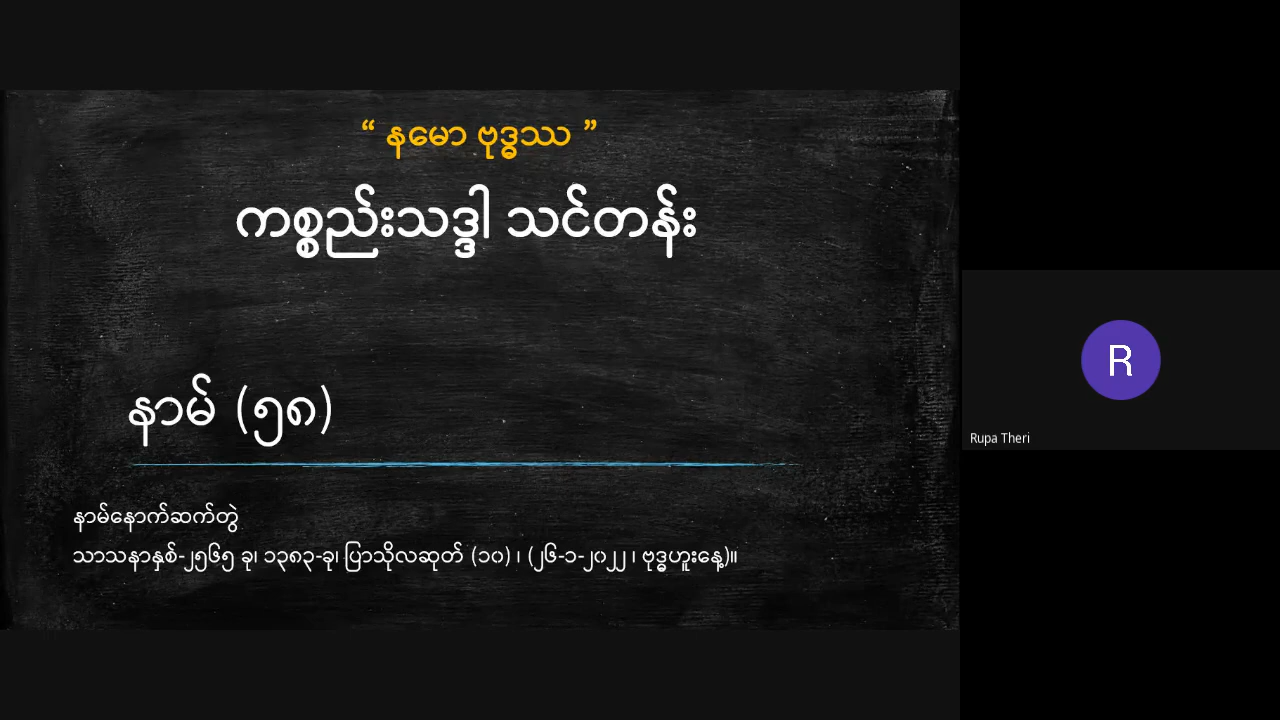 “ နမော ဗုဒ္ဓဿ ”
ကစ္စည်းသဒ္ဒါ သင်တန်း
နာမ် (၅၈)
နာမ်နောက်ဆက်တွဲ
သာသနာနှစ်-၂၅၆၅ ခု၊ ၁၃၈၃-ခု၊ ပြာသိုလဆုတ် (၁၀) ၊ (၂၆-၁-၂၀၂၂ ၊ ဗုဒ္ဓဟူးနေ့)။
R
Rupa Theri